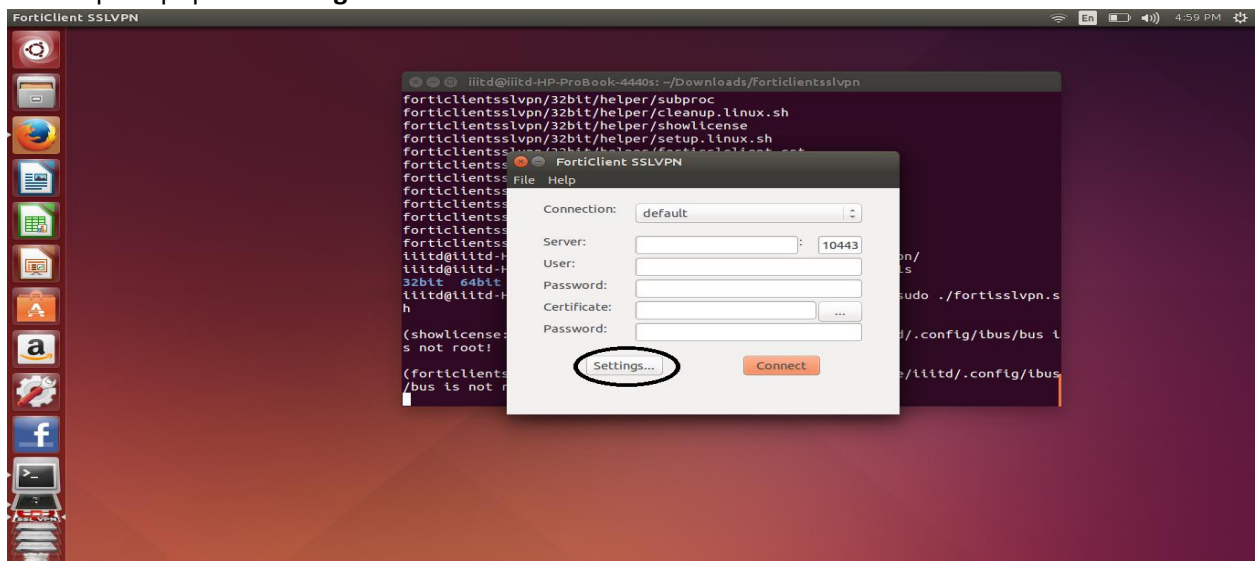 FortiClient SSLVPN
En
4:59 PM
iiitd@iiitd-HP-ProBook-4440s: ~/Downloads/forticlientsslvpn
forticlientsslvpn/32bit/helper/subproc
forticlientsslvpn/32bit/helper/cleanup.linux.sh
forticlientsslvpn/32bit/helper/showlicense
forticlientsslvpn/32bit/helper/setup.linux.sh
forticlientss
forticlientss
forticlientss
forticlientss
forticlientss
forticlientss
forticlientss
iiitd@iiitd-H on/
iiitd@iiitd-H ls
32bit 64bit
iiitd@iiitd-H sudo ./fortisslvpn.s
h
(showlicense: d/.config/ibus/bus i
s not root!
(forticlients e/iiitd/.config/ibus
/bus is not r
FortiClient SSLVPN
File Help
Connection: default
Server: : 10443
User:
Password:
Certificate: ...
Password:
Settings... Connect
a
f
>_
SSL VPN